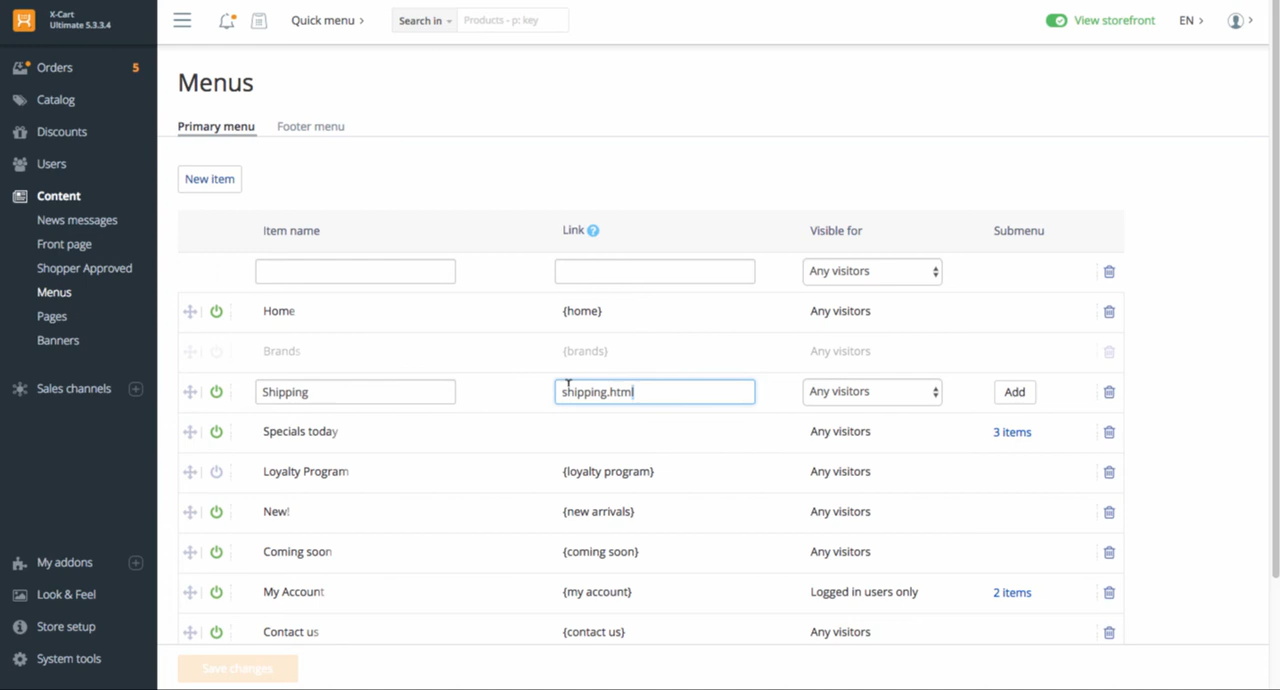 X-Cart
Ultimate 5.3.3.4
Quick menu
Search in
Products - p: key
View storefront
EN
Orders 5
Catalog
Discounts
Users
Content
News messages
Front page
Shopper Approved
Menus
Pages
Banners
Sales channels
My addons
Look & Feel
Store setup
System tools
Menus
Primary menu Footer menu
New item
Item name Link ? Visible for Submenu
Any visitors
Home {home} Any visitors
Brands {brands} Any visitors
Shipping shipping.html Any visitors Add
Specials today Any visitors 3 items
Loyalty Program {loyalty program} Any visitors
New! {new arrivals} Any visitors
Coming soon {coming soon} Any visitors
My Account {my account} Logged in users only 2 items
Contact us {contact us} Any visitors
Save changes